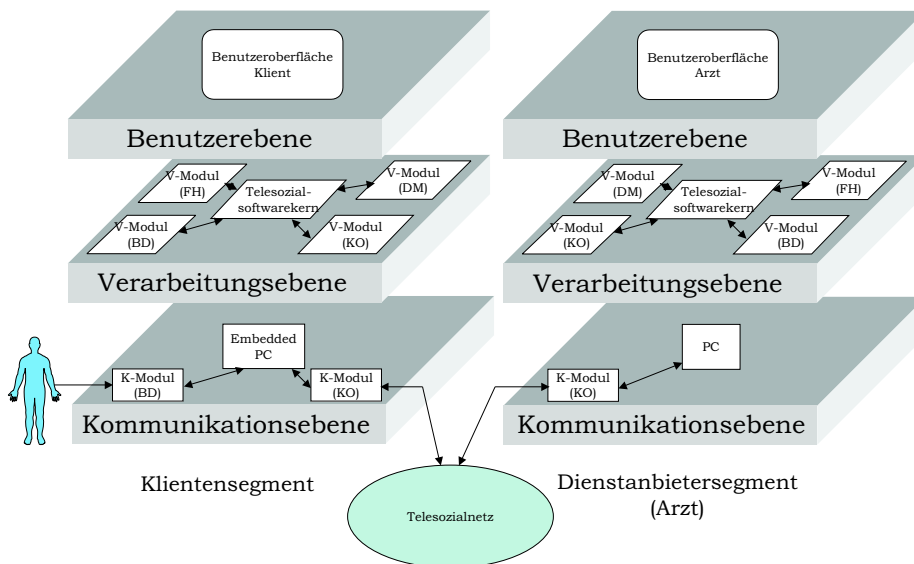 Benutzeroberfläche
Klient
Benutzerebene
V-Modul
(FH)
V-Modul
(DM)
Telesozial-
softwarekern
V-Modul
(BD)
V-Modul
(KO)
Verarbeitungsebene
Embedded
PC
K-Modul
(BD)
K-Modul
(KO)
Kommunikationsebene
Klientensegment
Benutzeroberfläche
Arzt
Benutzerebene
V-Modul
(DM)
V-Modul
(FH)
Telesozial-
softwarekern
V-Modul
(KO)
V-Modul
(BD)
Verarbeitungsebene
PC
K-Modul
(KO)
Kommunikationsebene
Dienstanbietersegment
(Arzt)
Telesozialnetz